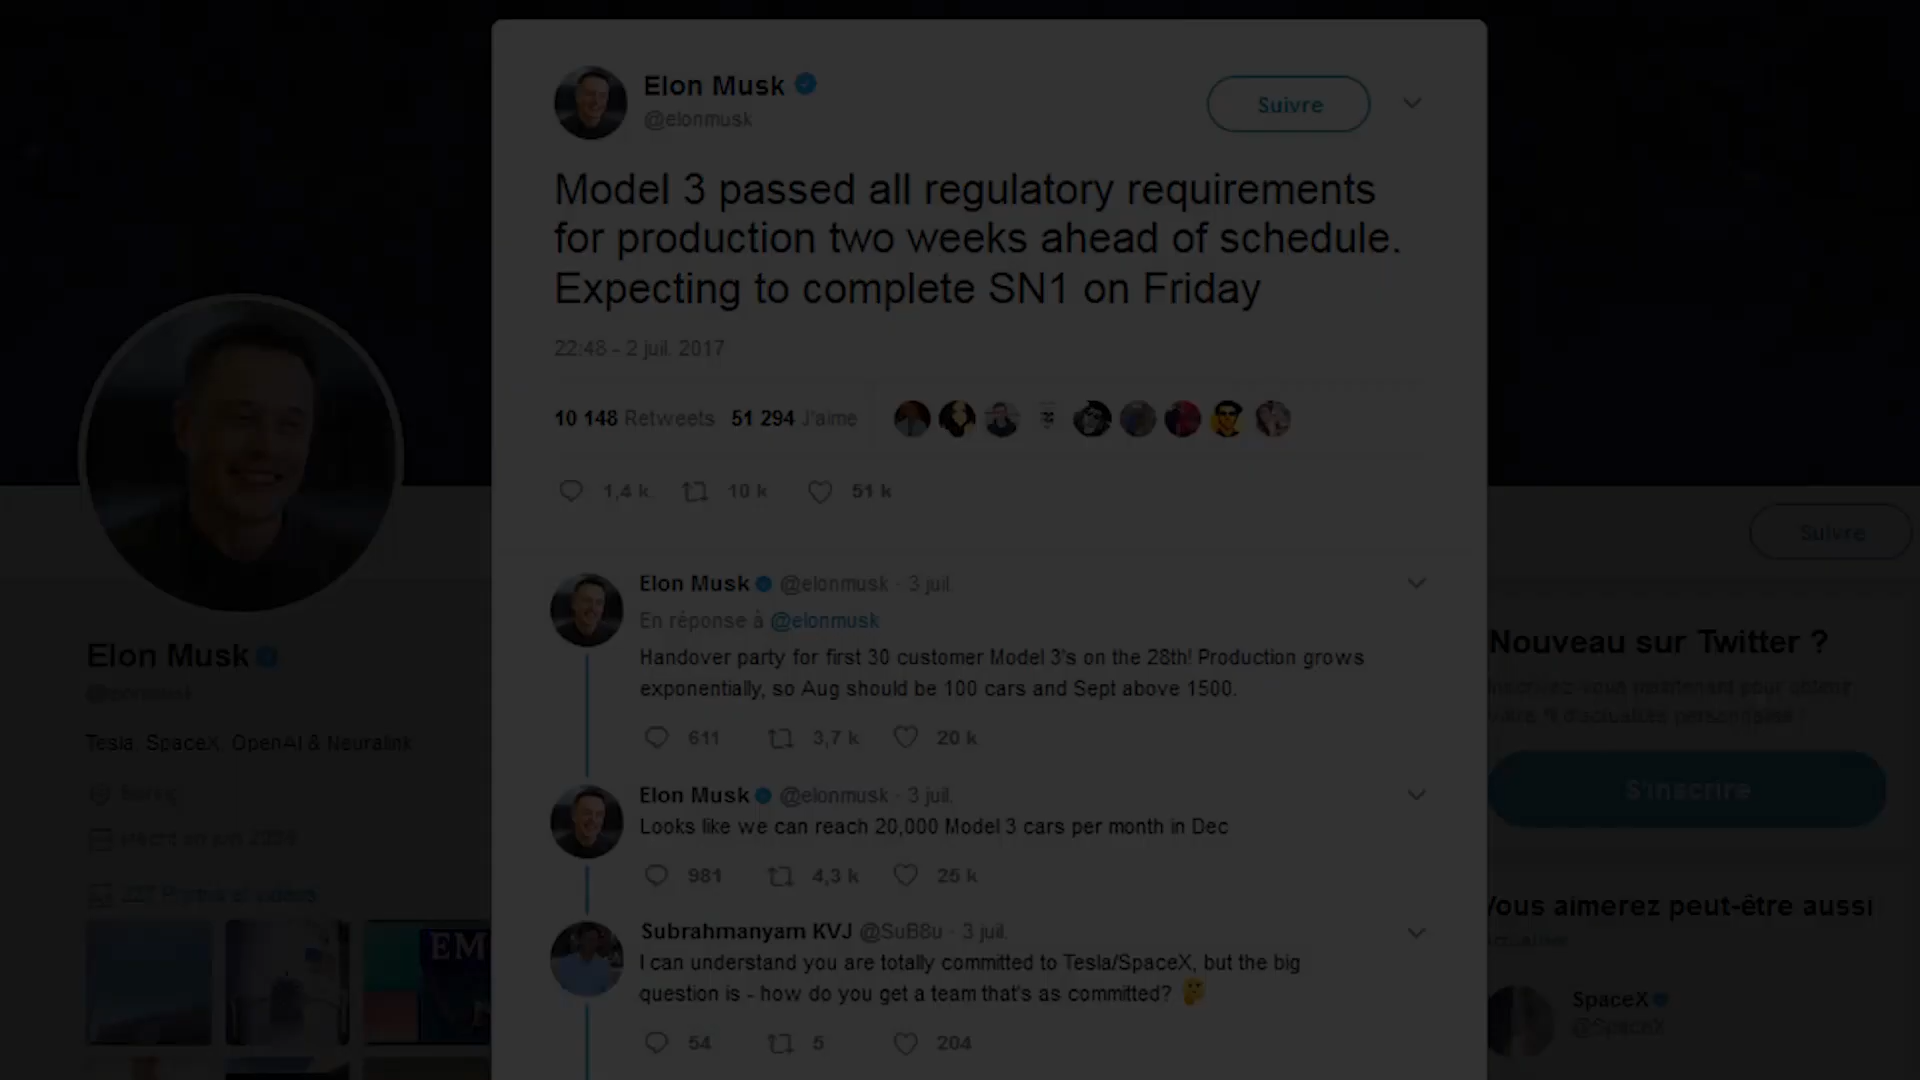 Elon Musk
@elonmusk
Suivre
Model 3 passed all regulatory requirements
for production two weeks ahead of schedule.
Expecting to complete SN1 on Friday
22:48 - 2 juil. 2017
10 148 Retweets 51 294 J'aime
1,4 k 10 k 51 k
Elon Musk @elonmusk · 3 juil.
En réponse à @elonmusk
Handover party for first 30 customer Model 3's on the 28th! Production grows
exponentially, so Aug should be 100 cars and Sept above 1500.
611 3,7 k 20 k
Elon Musk @elonmusk · 3 juil.
Looks like we can reach 20,000 Model 3 cars per month in Dec
981 4,3 k 25 k
Subrahmanyam KVJ @SuB8u · 3 juil.
I can understand you are totally committed to Tesla/SpaceX, but the big
question is - how do you get a team that's as committed? 🤔
54 5 204
Elon Musk
@elonmusk
Tesla, SpaceX, OpenAI & Neuralink
EM
Suivre
Nouveau sur Twitter ?
S'inscrire
Vous aimerez peut-être aussi
SpaceX
@SpaceX